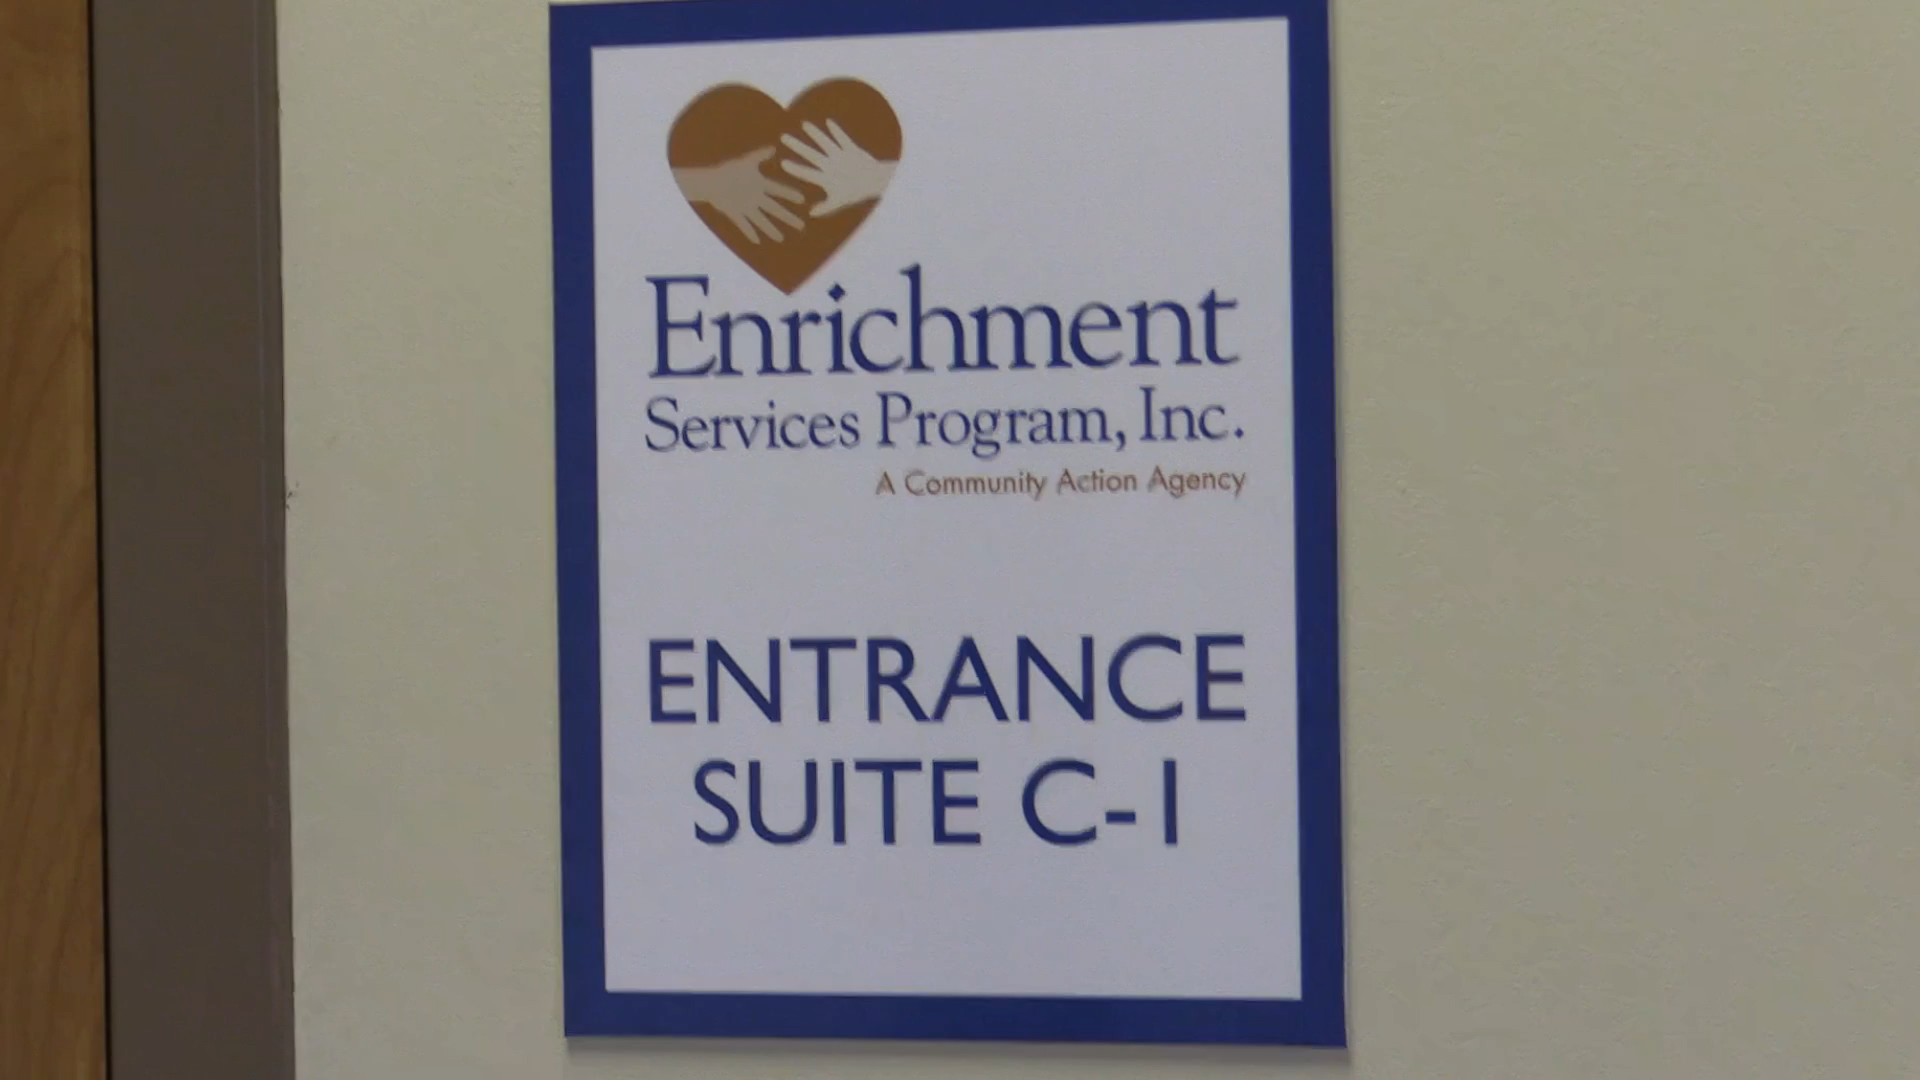 Enrichment
Services Program, Inc.
A Community Action Agency
ENTRANCE
SUITE C-1